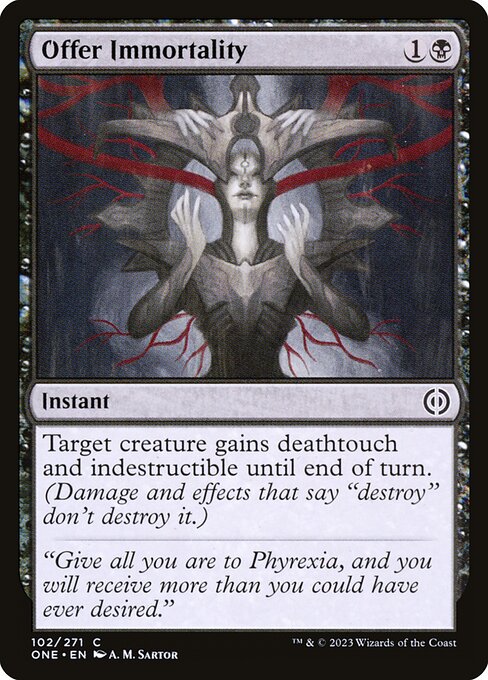 Offer Immortality 1
Instant
Target creature gains deathtouch
and indestructible until end of turn.
(Damage and effects that say “destroy”
don’t destroy it.)
“Give all you are to Phyrexia, and you
will receive more than you could have
ever desired.”
102/271 C
ONE • EN A. M. Sartor
™ & © 2023 Wizards of the Coast